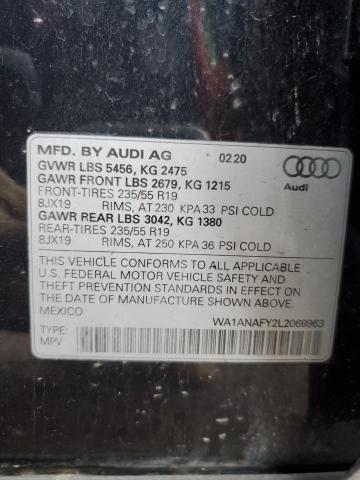 MFD. BY AUDI AG 02 20
GVWR LBS 5456, KG 2475
GAWR FRONT LBS 2679, KG 1215
FRONT-TIRES 235/55 R19
8JX19 RIMS, AT 230 KPA 33 PSI COLD
GAWR REAR LBS 3042, KG 1380
REAR-TIRES 235/55 R19
8JX19 RIMS, AT 250 KPA 36 PSI COLD
Audi
THIS VEHICLE CONFORMS TO ALL APPLICABLE
U.S. FEDERAL MOTOR VEHICLE SAFETY AND
THEFT PREVENTION STANDARDS IN EFFECT ON
THE DATE OF MANUFACTURE SHOWN ABOVE.
MEXICO
WA1ANAFY2L2069963
TYPE:
MPV